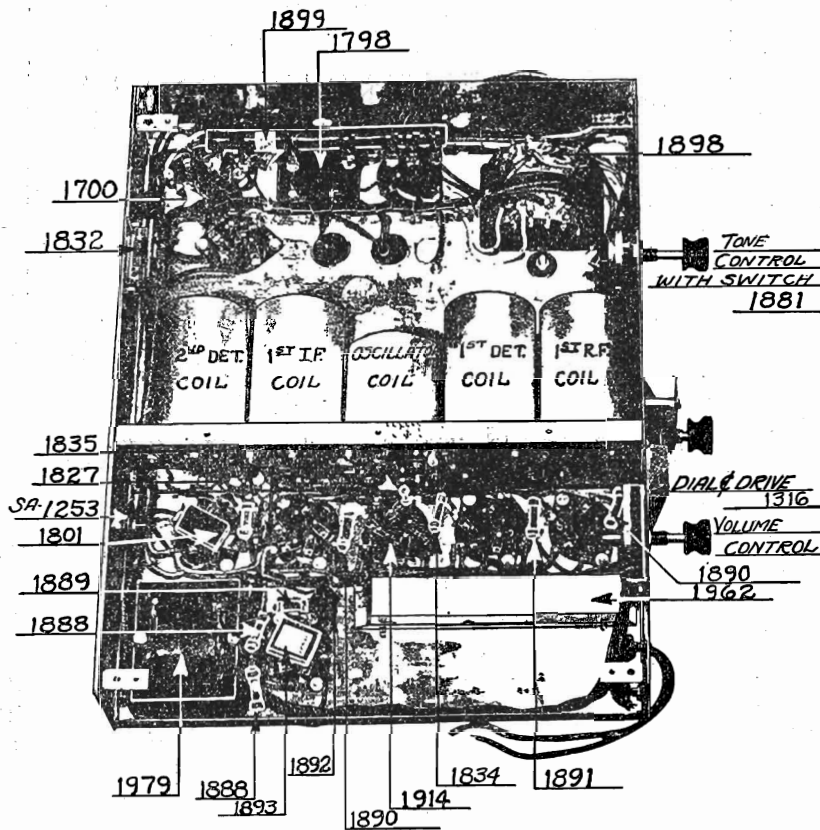 1899
1798
1898
1700
1832
TONE
CONTROL
WITH SWITCH
1881
2ND DET.
COIL
1ST I.F.
COIL
OSCILLATO
COIL
1ST DET.
COIL
1ST R.F.
COIL
1835
1827
SA-1253
1801
1889
1888
DIAL & DRIVE
1316
VOLUME
CONTROL
1890
1962
1979
1888
1893
1892
1890
1914
1834
1891